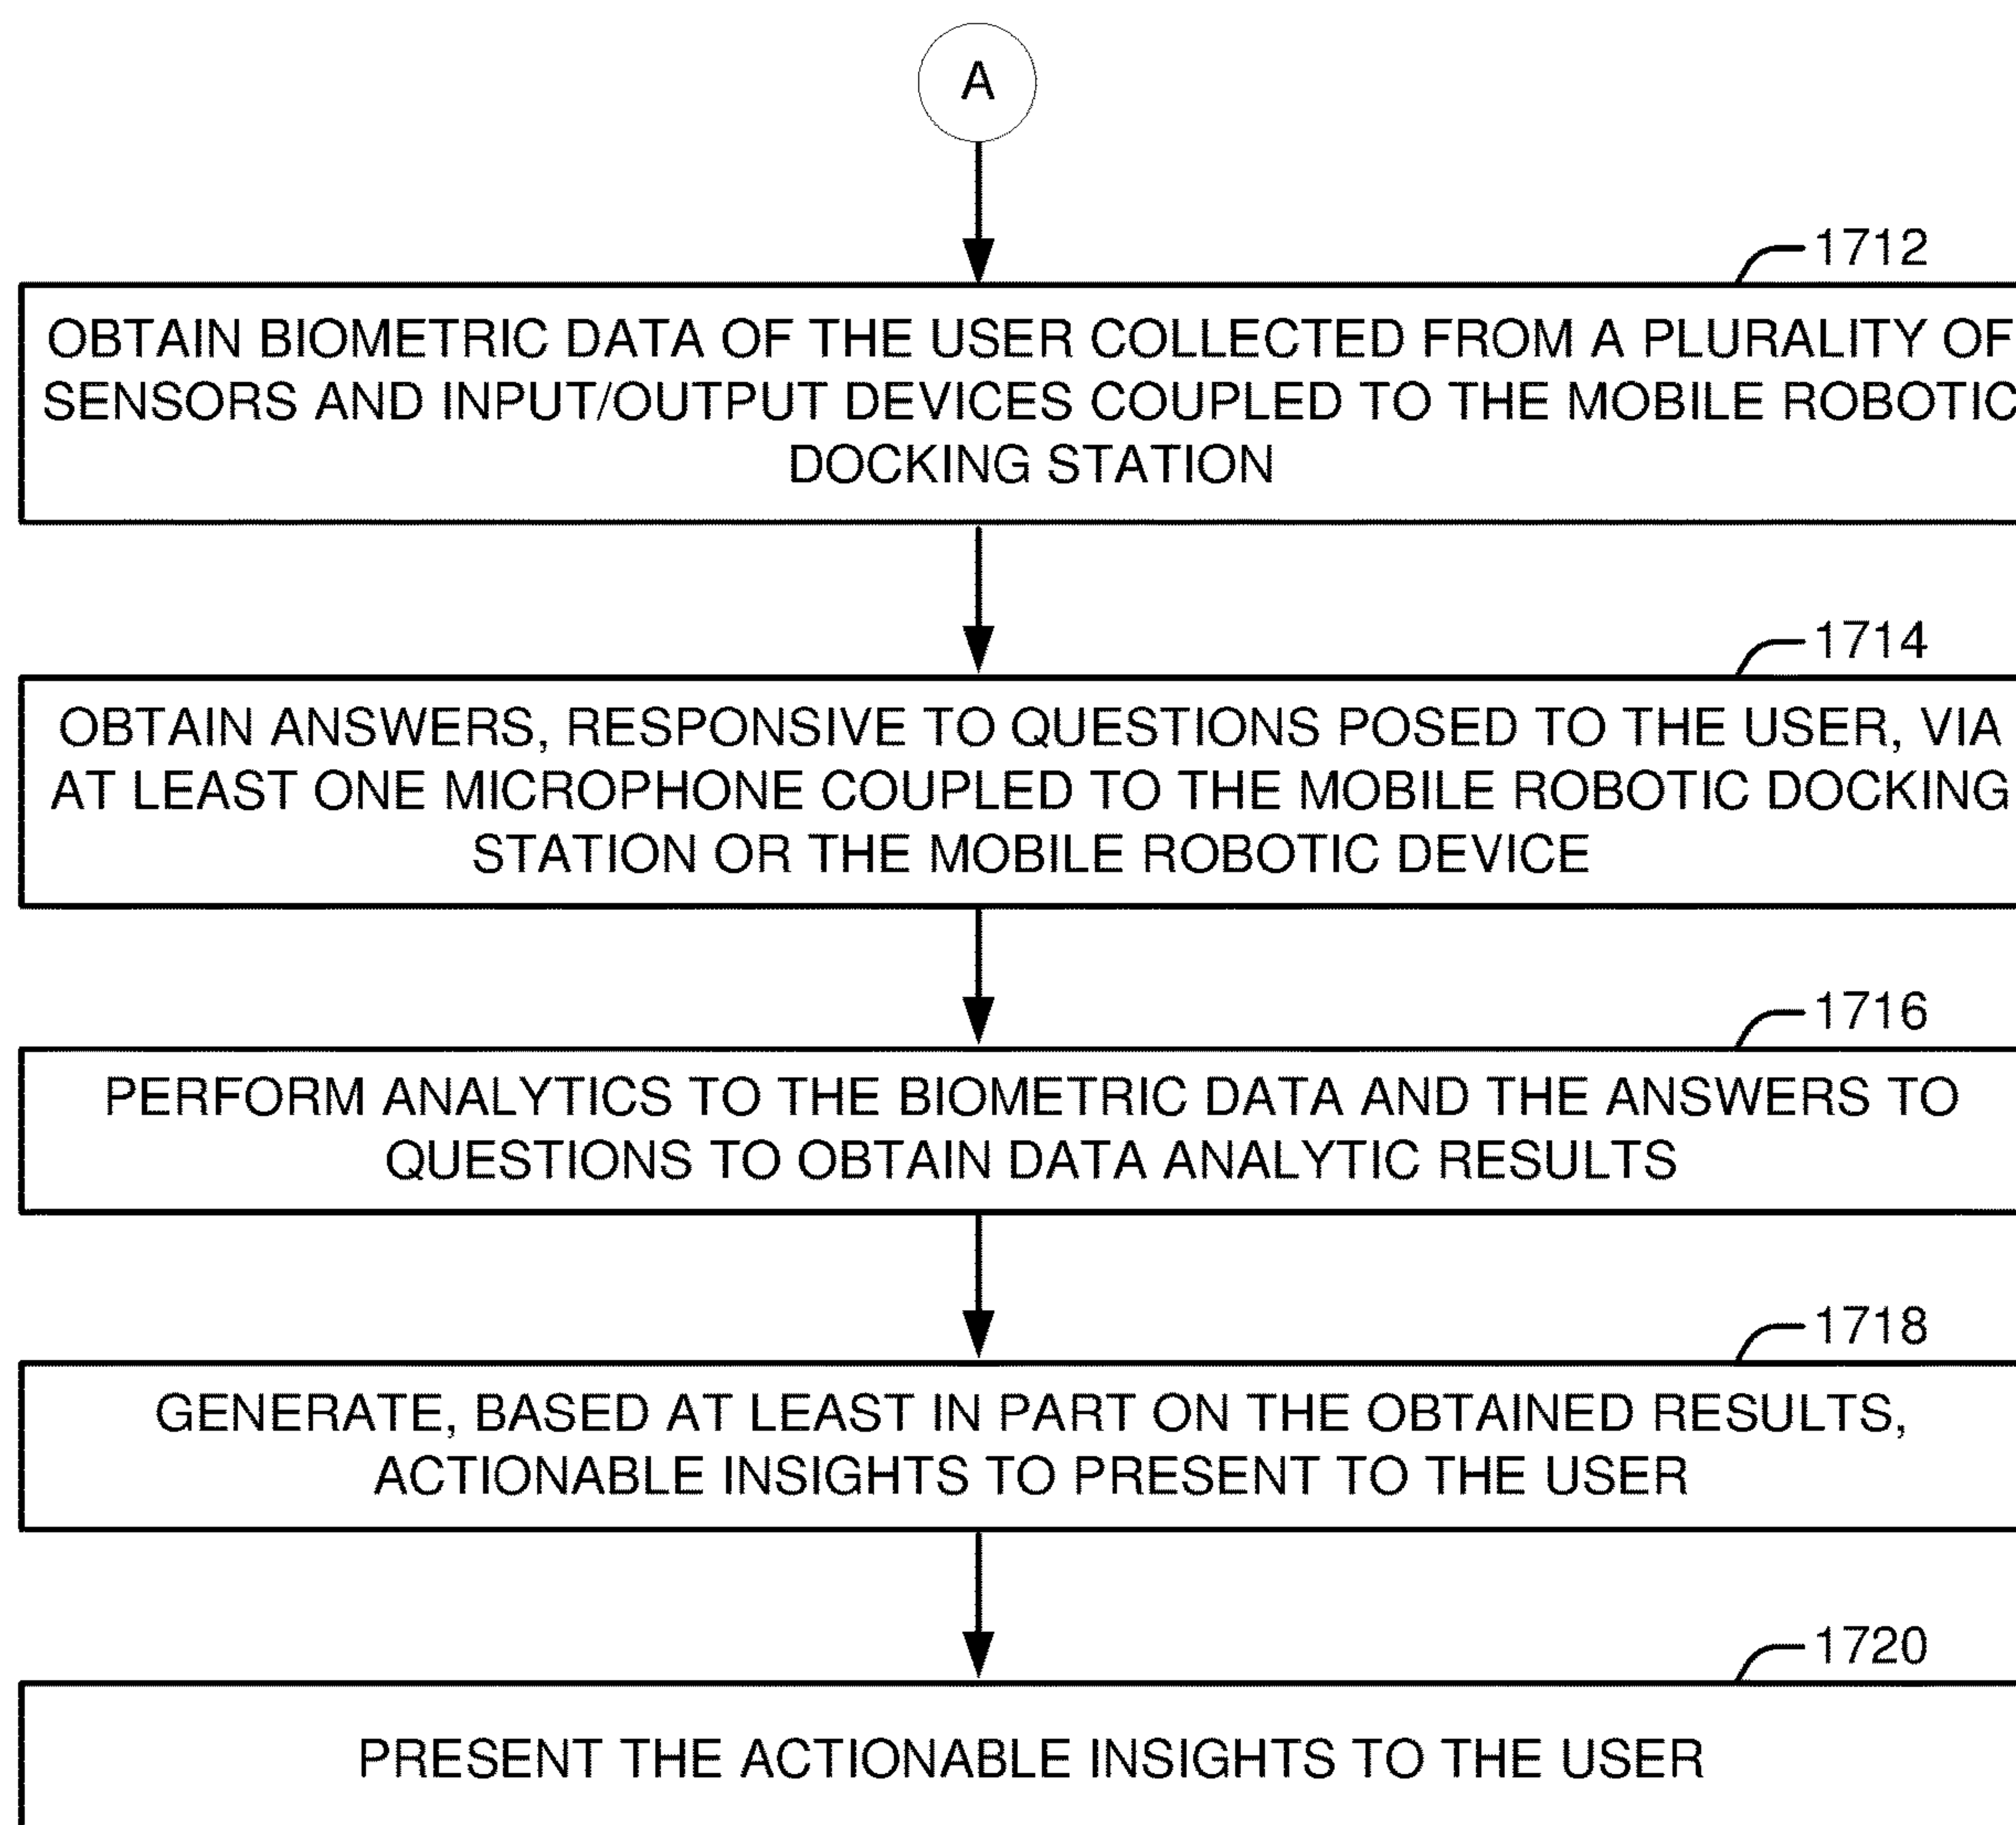 A
1712
OBTAIN BIOMETRIC DATA OF THE USER COLLECTED FROM A PLURALITY OF
SENSORS AND INPUT/OUTPUT DEVICES COUPLED TO THE MOBILE ROBOTIC
DOCKING STATION
1714
OBTAIN ANSWERS, RESPONSIVE TO QUESTIONS POSED TO THE USER, VIA
AT LEAST ONE MICROPHONE COUPLED TO THE MOBILE ROBOTIC DOCKING
STATION OR THE MOBILE ROBOTIC DEVICE
1716
PERFORM ANALYTICS TO THE BIOMETRIC DATA AND THE ANSWERS TO
QUESTIONS TO OBTAIN DATA ANALYTIC RESULTS
1718
GENERATE, BASED AT LEAST IN PART ON THE OBTAINED RESULTS,
ACTIONABLE INSIGHTS TO PRESENT TO THE USER
1720
PRESENT THE ACTIONABLE INSIGHTS TO THE USER